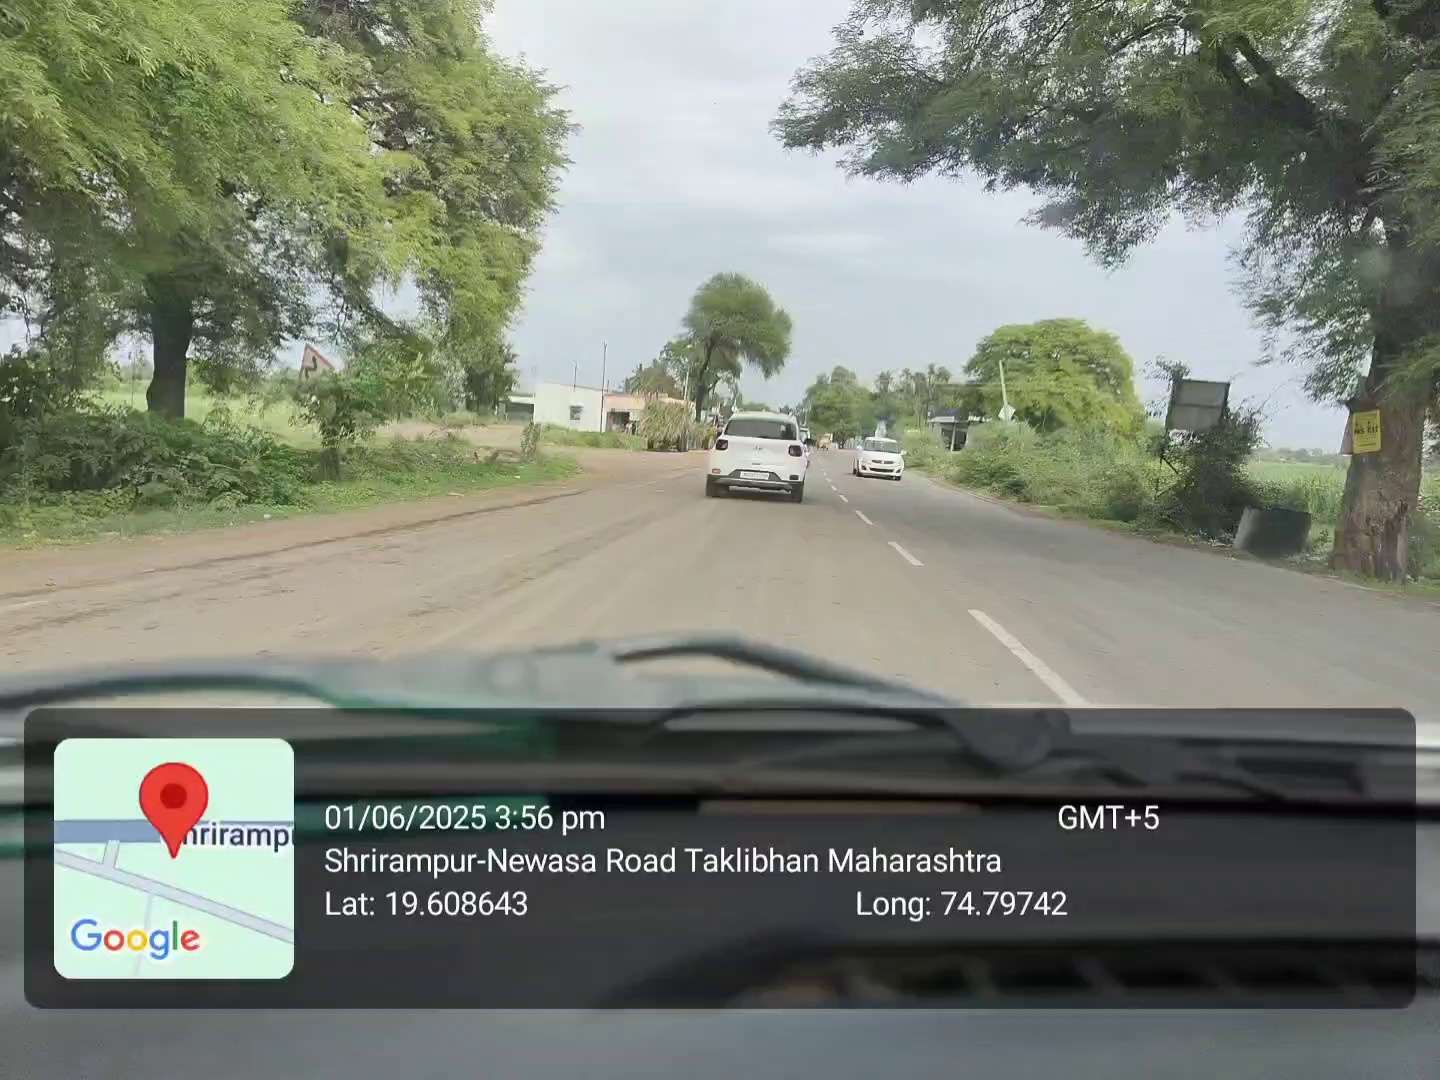 01/06/2025 3:56 pm GMT+5
Shrirampur-Newasa Road Taklibhan Maharashtra
Lat: 19.608643 Long: 74.79742
hrirampu
Google